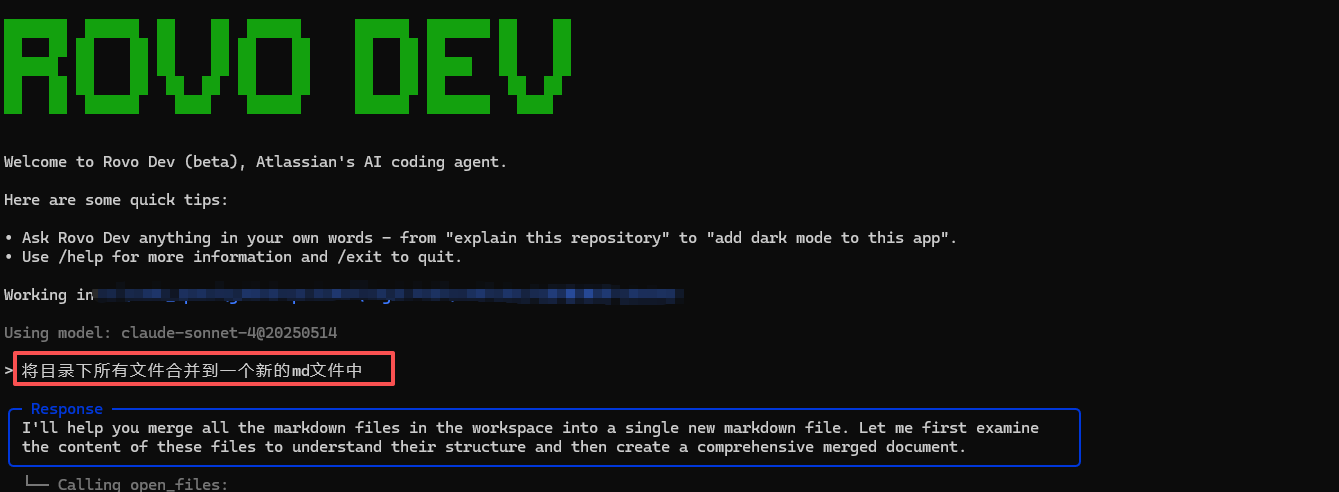 ROVO DEV
Welcome to Rovo Dev (beta), Atlassian's AI coding agent.
Here are some quick tips:
• Ask Rovo Dev anything in your own words – from "explain this repository" to "add dark mode to this app".
• Use /help for more information and /exit to quit.
Working in
Using model: claude-sonnet-4@20250514
> 将目录下所有文件合并到一个新的md文件中
Response
I'll help you merge all the markdown files in the workspace into a single new markdown file. Let me first examine
the content of these files to understand their structure and then create a comprehensive merged document.
└── Calling open_files: